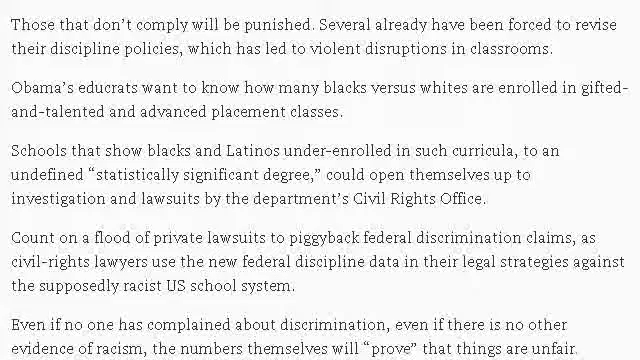 Those that don’t comply will be punished. Several already have been forced to revise
their discipline policies, which has led to violent disruptions in classrooms.
Obama’s educrats want to know how many blacks versus whites are enrolled in gifted-
and-talented and advanced placement classes.
Schools that show blacks and Latinos under-enrolled in such curricula, to an
undefined “statistically significant degree,” could open themselves up to
investigation and lawsuits by the department’s Civil Rights Office.
Count on a flood of private lawsuits to piggyback federal discrimination claims, as
civil-rights lawyers use the new federal discipline data in their legal strategies against
the supposedly racist US school system.
Even if no one has complained about discrimination, even if there is no other
evidence of racism, the numbers themselves will “prove” that things are unfair.